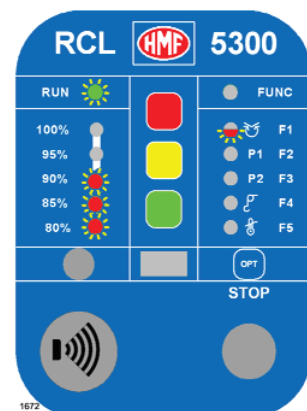 RCL HMF 5300
RUN FUNC
100% F1
95% P1 F2
90% P2 F3
85% F4
80% F5
OPT
STOP
1672